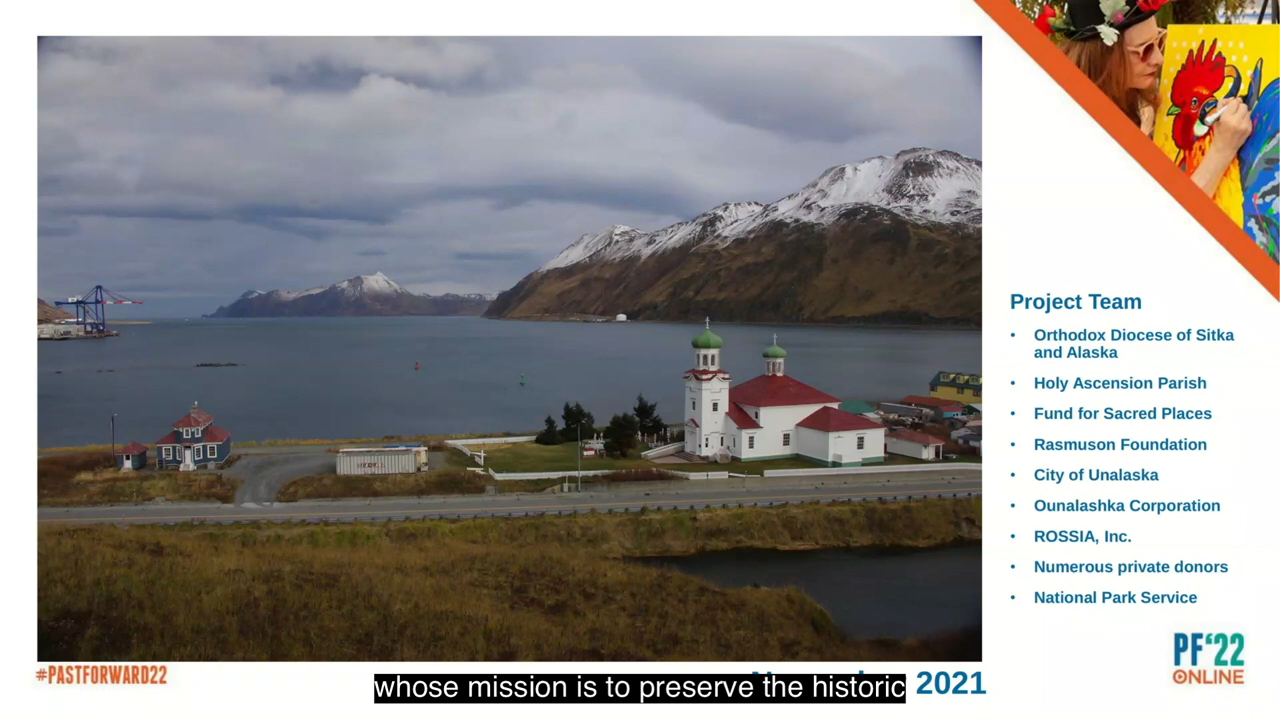 Project Team
• Orthodox Diocese of Sitka
and Alaska
• Holy Ascension Parish
• Fund for Sacred Places
• Rasmuson Foundation
• City of Unalaska
• Ounalashka Corporation
• ROSSIA, Inc.
• Numerous private donors
• National Park Service
#PASTFORWARD22
2021
whose mission is to preserve the historic
PF‘22
ONLINE